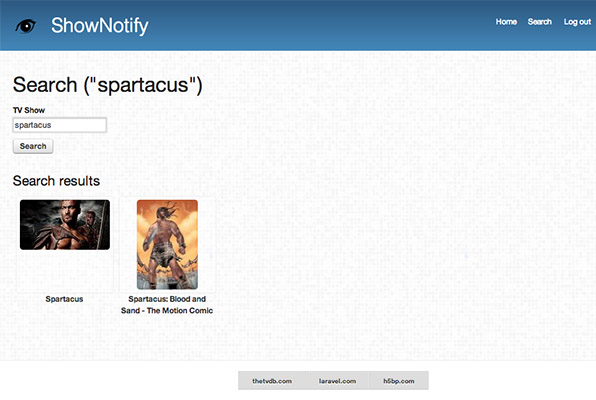 ShowNotify
Home Search Log out
Search ("spartacus")
TV Show
spartacus
Search
Search results
Spartacus
Spartacus: Blood and
Sand - The Motion Comic
thetvdb.com laravel.com h5bp.com